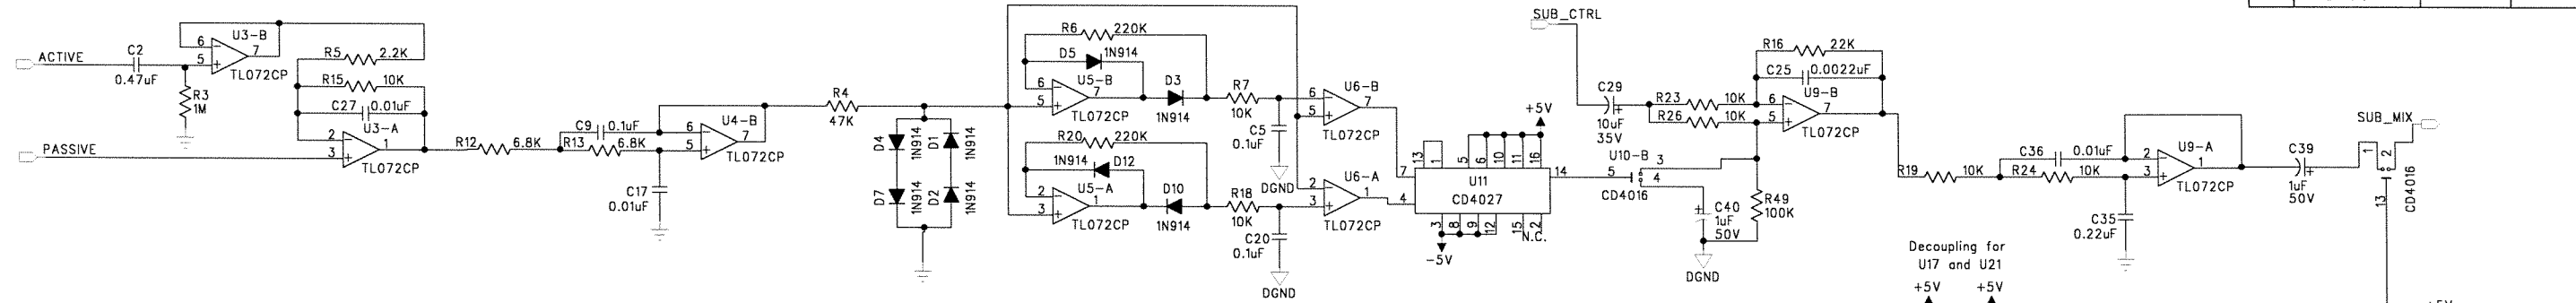 ACTIVE
C2
0.47uF
R3
1M
6
5
7
U3-B
TL072CP
PASSIVE
R5
2.2K
R15
10K
C27
0.01uF
U3-A
2
3
1
TL072CP
R12
6.8K
C9
0.1uF
R13
6.8K
C17
0.01uF
U4-B
6
5
7
TL072CP
R4
47K
D4
1N914
D1
1N914
D7
1N914
D2
1N914
R6
220K
D5
1N914
6
5
7
U5-B
TL072CP
D3
1N914
R7
10K
C5
0.1uF
DGND
R20
220K
1N914
D12
U5-A
2
3
1
TL072CP
D10
1N914
R18
10K
C20
0.1uF
DGND
U6-B
6
5
7
TL072CP
U6-A
2
3
1
TL072CP
+5V
13
1
5
6
10
11
16
7
4
14
U11
CD4027
3
8
9
12
15
2
N.C.
-5V
SUB_CTRL
C29
10uF
35V
R23
10K
R26
10K
R16
22K
C25
0.0022uF
U9-B
6
5
7
TL072CP
U10-B
5
3
4
CD4016
C40
1uF
50V
R49
100K
DGND
R19
10K
C36
0.01uF
R24
10K
C35
0.22uF
U9-A
2
3
1
TL072CP
C39
1uF
50V
SUB_MIX
1
2
13
CD4016
Decoupling for
U17 and U21
+5V
+5V